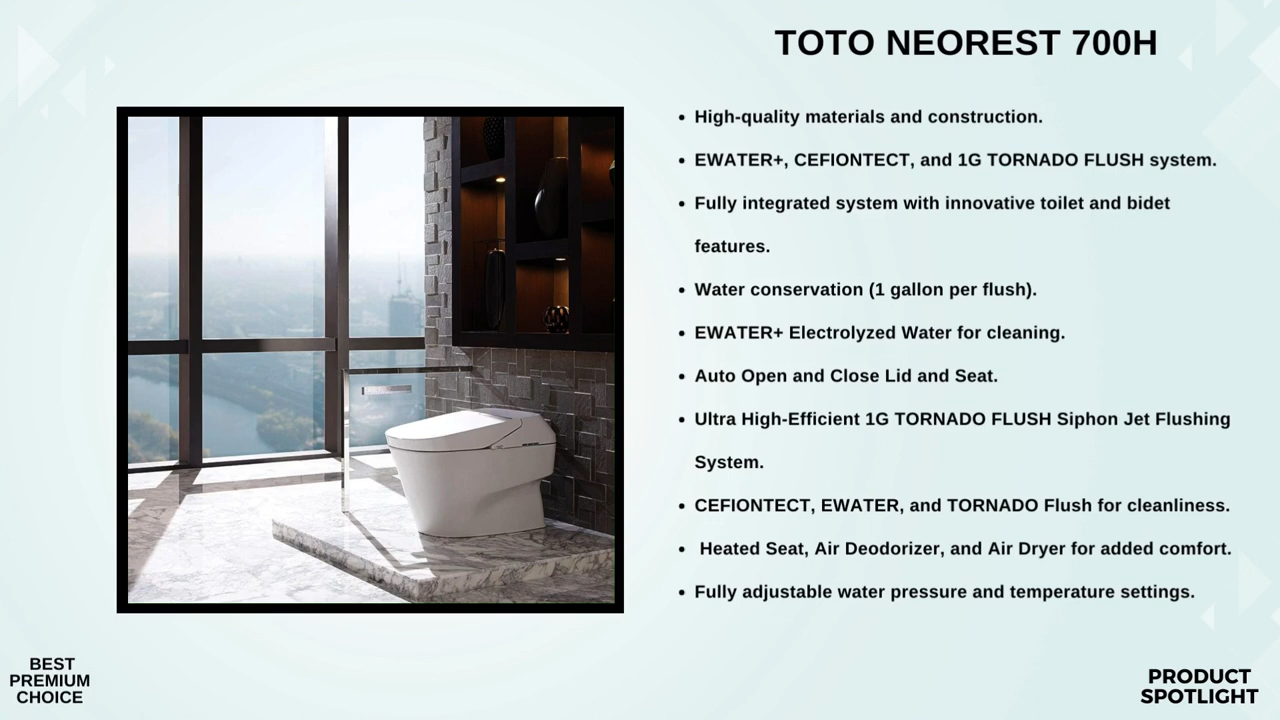 TOTO NEOREST 700H
• High-quality materials and construction.
• EWATER+, CEFIONTECT, and 1G TORNADO FLUSH system.
• Fully integrated system with innovative toilet and bidet
features.
• Water conservation (1 gallon per flush).
• EWATER+ Electrolyzed Water for cleaning.
• Auto Open and Close Lid and Seat.
• Ultra High-Efficient 1G TORNADO FLUSH Siphon Jet Flushing
System.
• CEFIONTECT, EWATER, and TORNADO Flush for cleanliness.
• Heated Seat, Air Deodorizer, and Air Dryer for added comfort.
• Fully adjustable water pressure and temperature settings.
BEST
PREMIUM
CHOICE
PRODUCT
SPOTLIGHT